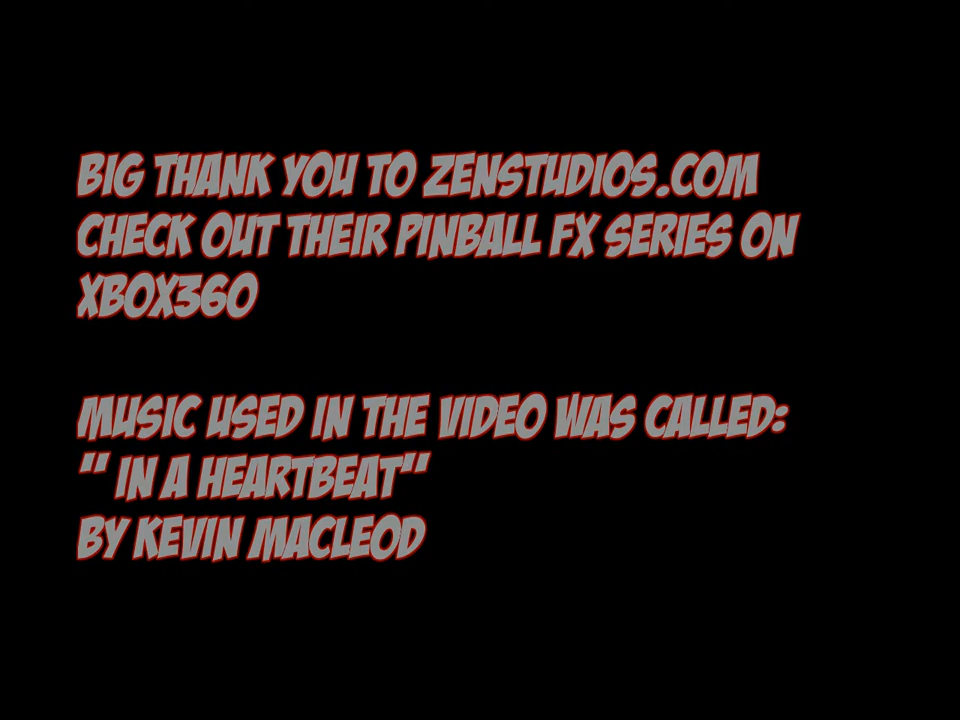 BIG THANK YOU TO ZENSTUDIOS.COM
CHECK OUT THEIR PINBALL FX SERIES ON
XBOX360
MUSIC USED IN THE VIDEO WAS CALLED:
" IN A HEARTBEAT"
BY KEVIN MACLEOD